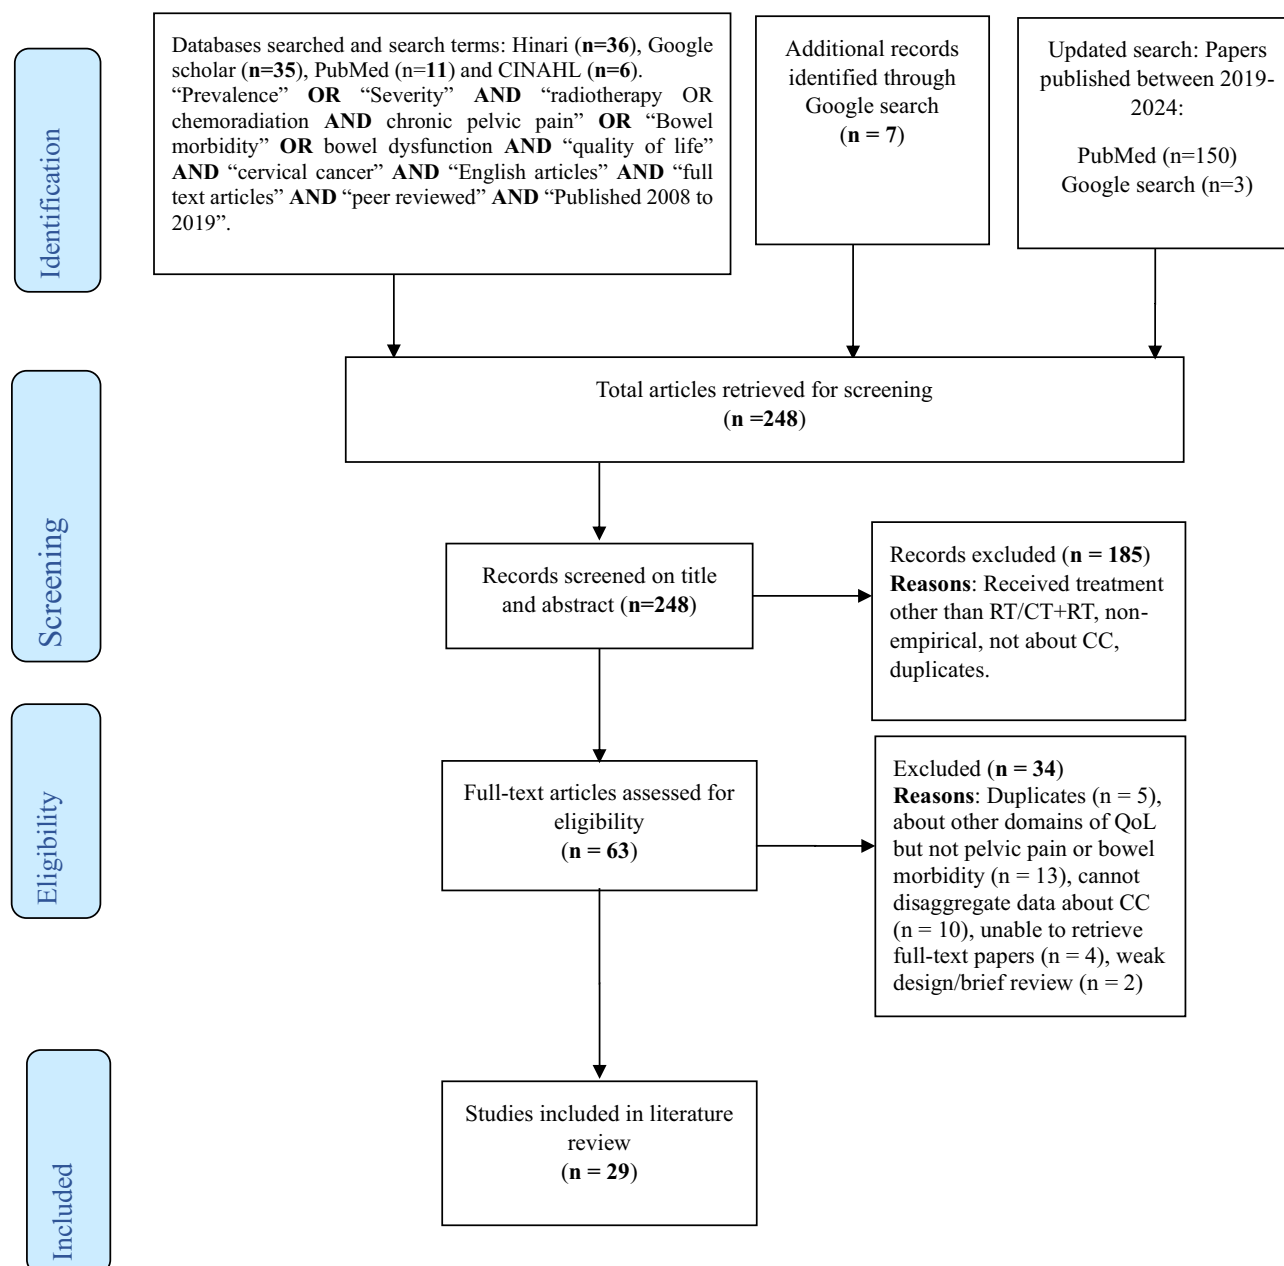 Identification
Databases searched and search terms: Hinari (n=36), Google
scholar (n=35), PubMed (n=11) and CINAHL (n=6).
“Prevalence” OR “Severity” AND “radiotherapy OR
chemoradiation AND chronic pelvic pain” OR “Bowel
morbidity” OR bowel dysfunction AND “quality of life”
AND “cervical cancer” AND “English articles” AND “full
text articles” AND “peer reviewed” AND “Published 2008 to
2019”.
Additional records
identified through
Google search
(n = 7)
Updated search: Papers
published between 2019-
2024:
PubMed (n=150)
Google search (n=3)
Total articles retrieved for screening
(n =248)
Screening
Records screened on title
and abstract (n=248)
Records excluded (n = 185)
Reasons: Received treatment
other than RT/CT+RT, non-
empirical, not about CC,
duplicates.
Eligibility
Full-text articles assessed for
eligibility
(n = 63)
Excluded (n = 34)
Reasons: Duplicates (n = 5),
about other domains of QoL
but not pelvic pain or bowel
morbidity (n = 13), cannot
disaggregate data about CC
(n = 10), unable to retrieve
full-text papers (n = 4), weak
design/brief review (n = 2)
Included
Studies included in literature
review
(n = 29)